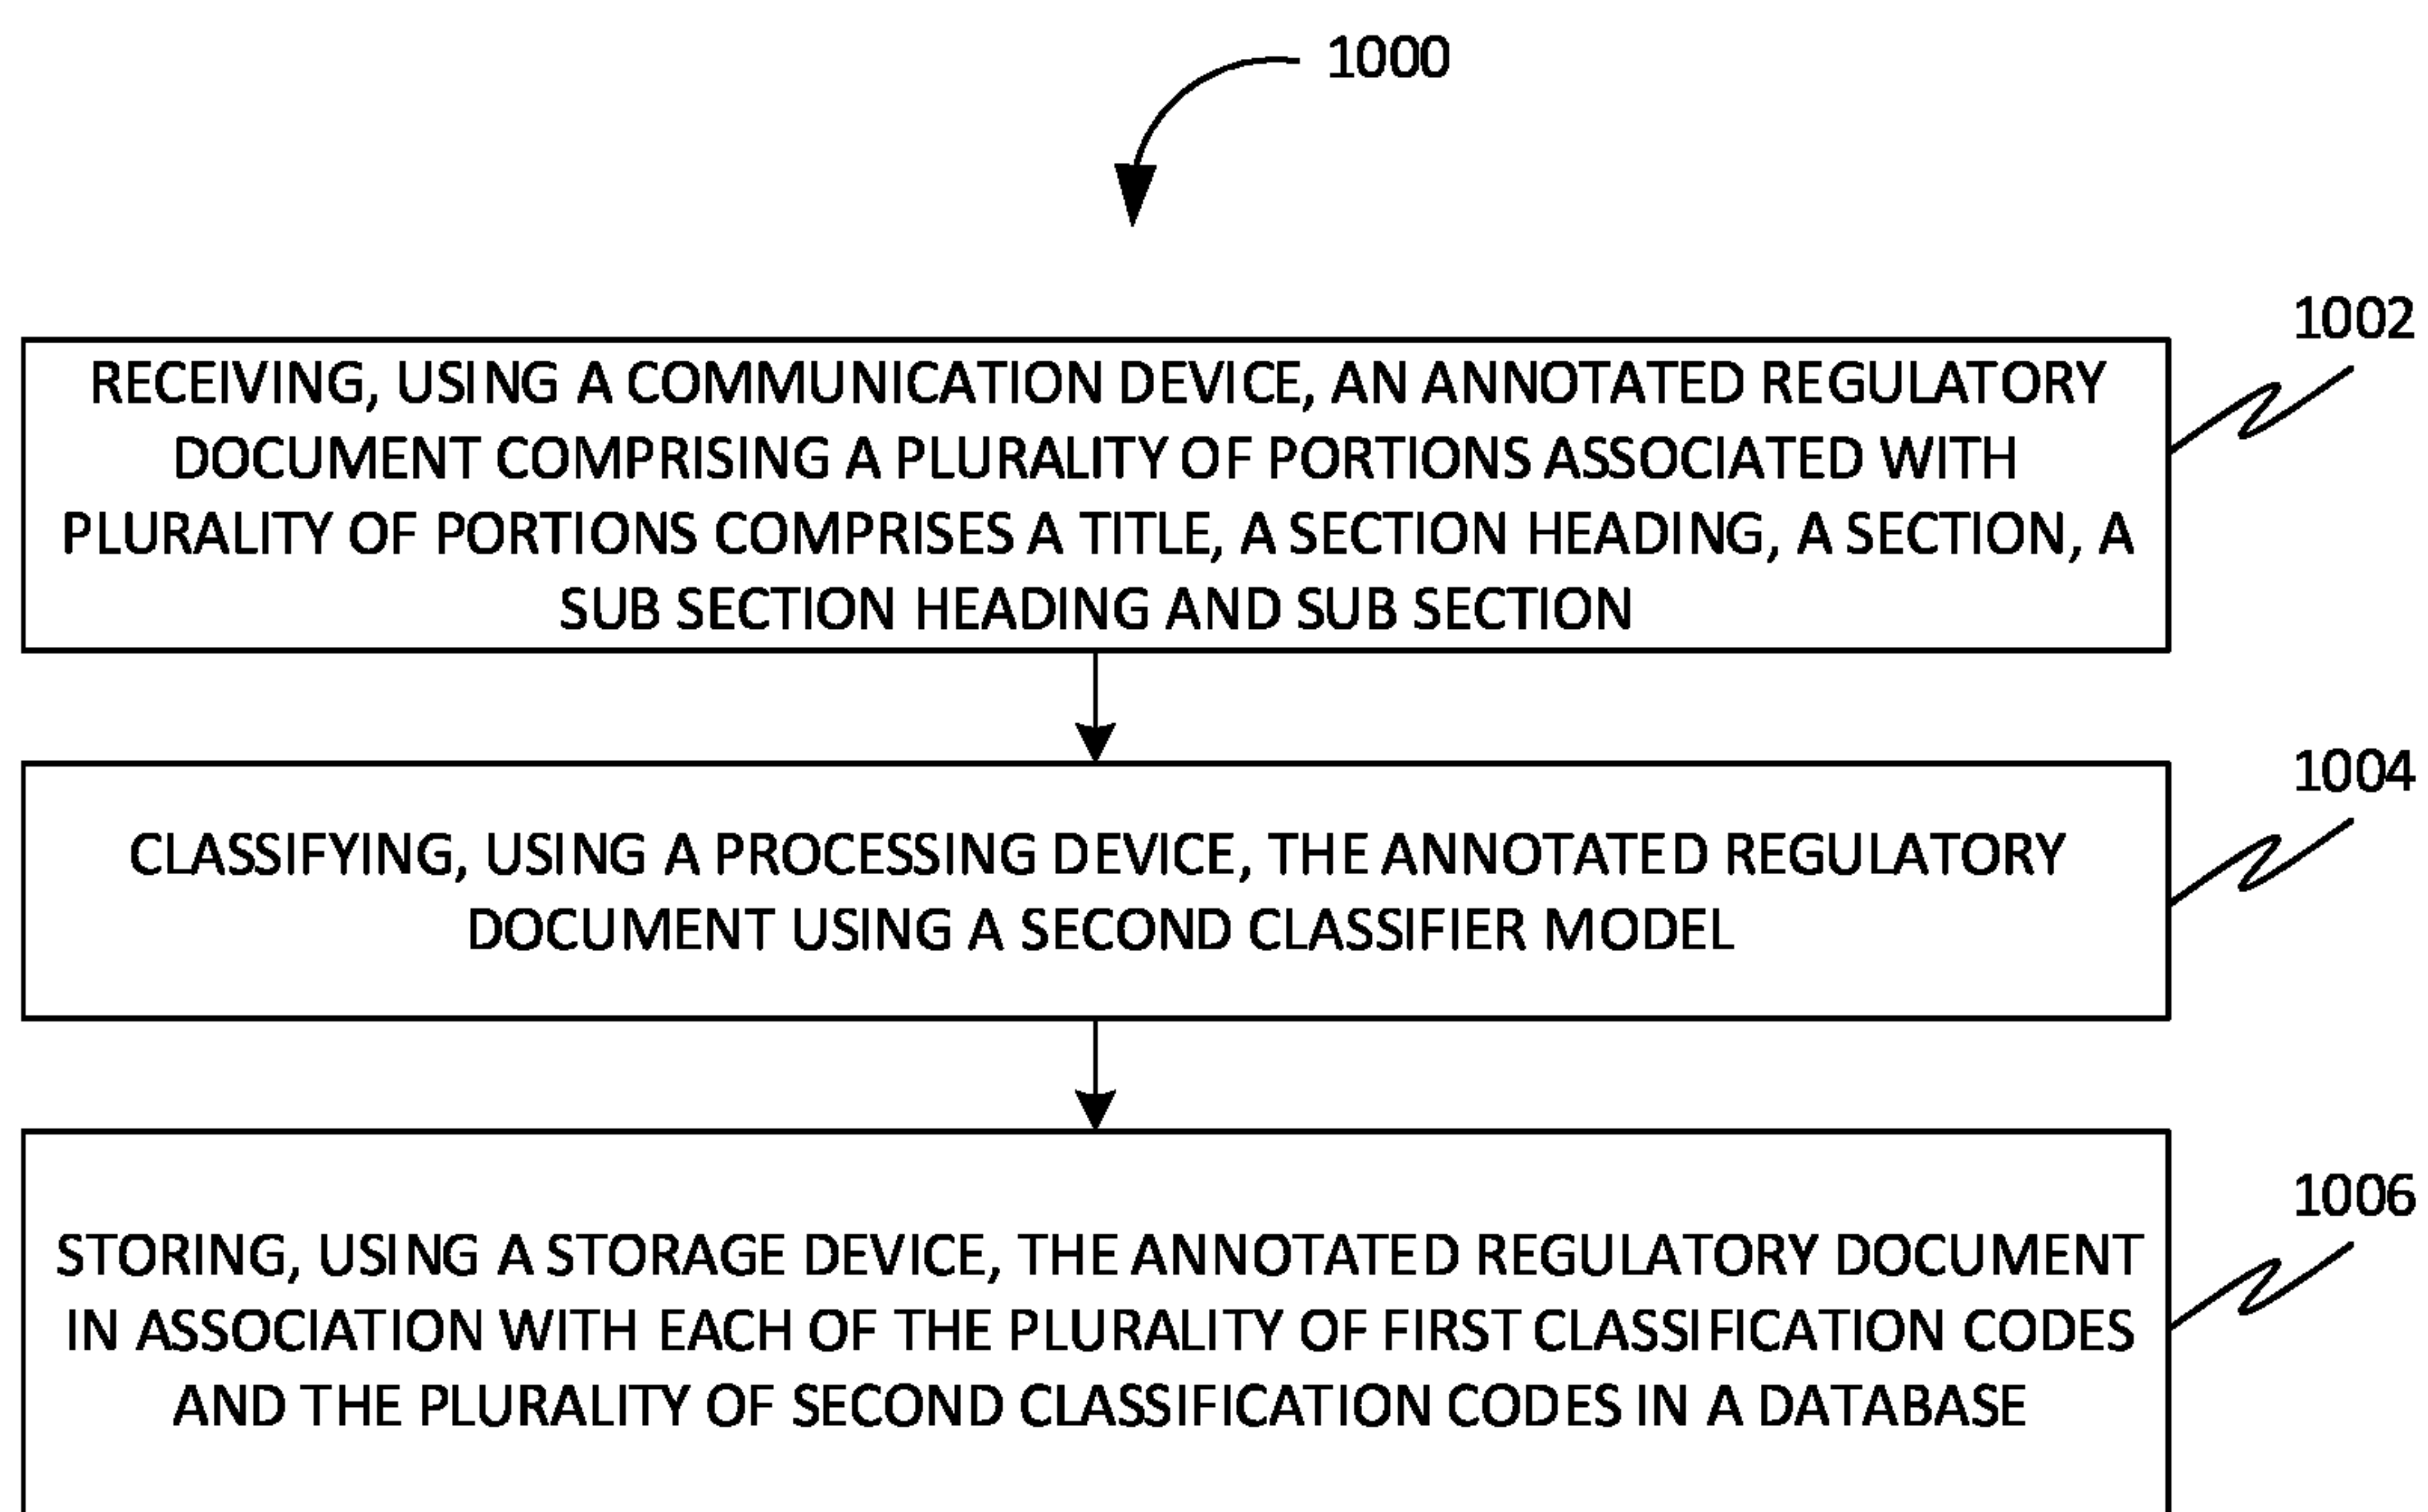 1000
1002
RECEIVING, USING A COMMUNICATION DEVICE, AN ANNOTATED REGULATORY
DOCUMENT COMPRISING A PLURALITY OF PORTIONS ASSOCIATED WITH
PLURALITY OF PORTIONS COMPRISES A TITLE, A SECTION HEADING, A SECTION, A
SUB SECTION HEADING AND SUB SECTION
1004
CLASSIFYING, USING A PROCESSING DEVICE, THE ANNOTATED REGULATORY
DOCUMENT USING A SECOND CLASSIFIER MODEL
1006
STORING, USING A STORAGE DEVICE, THE ANNOTATED REGULATORY DOCUMENT
IN ASSOCIATION WITH EACH OF THE PLURALITY OF FIRST CLASSIFICATION CODES
AND THE PLURALITY OF SECOND CLASSIFICATION CODES IN A DATABASE